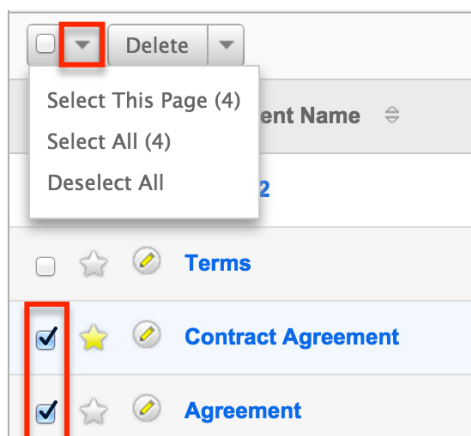 Delete
Select This Page (4)
Select All (4)
Deselect All
ent Name
2
Terms
Contract Agreement
Agreement